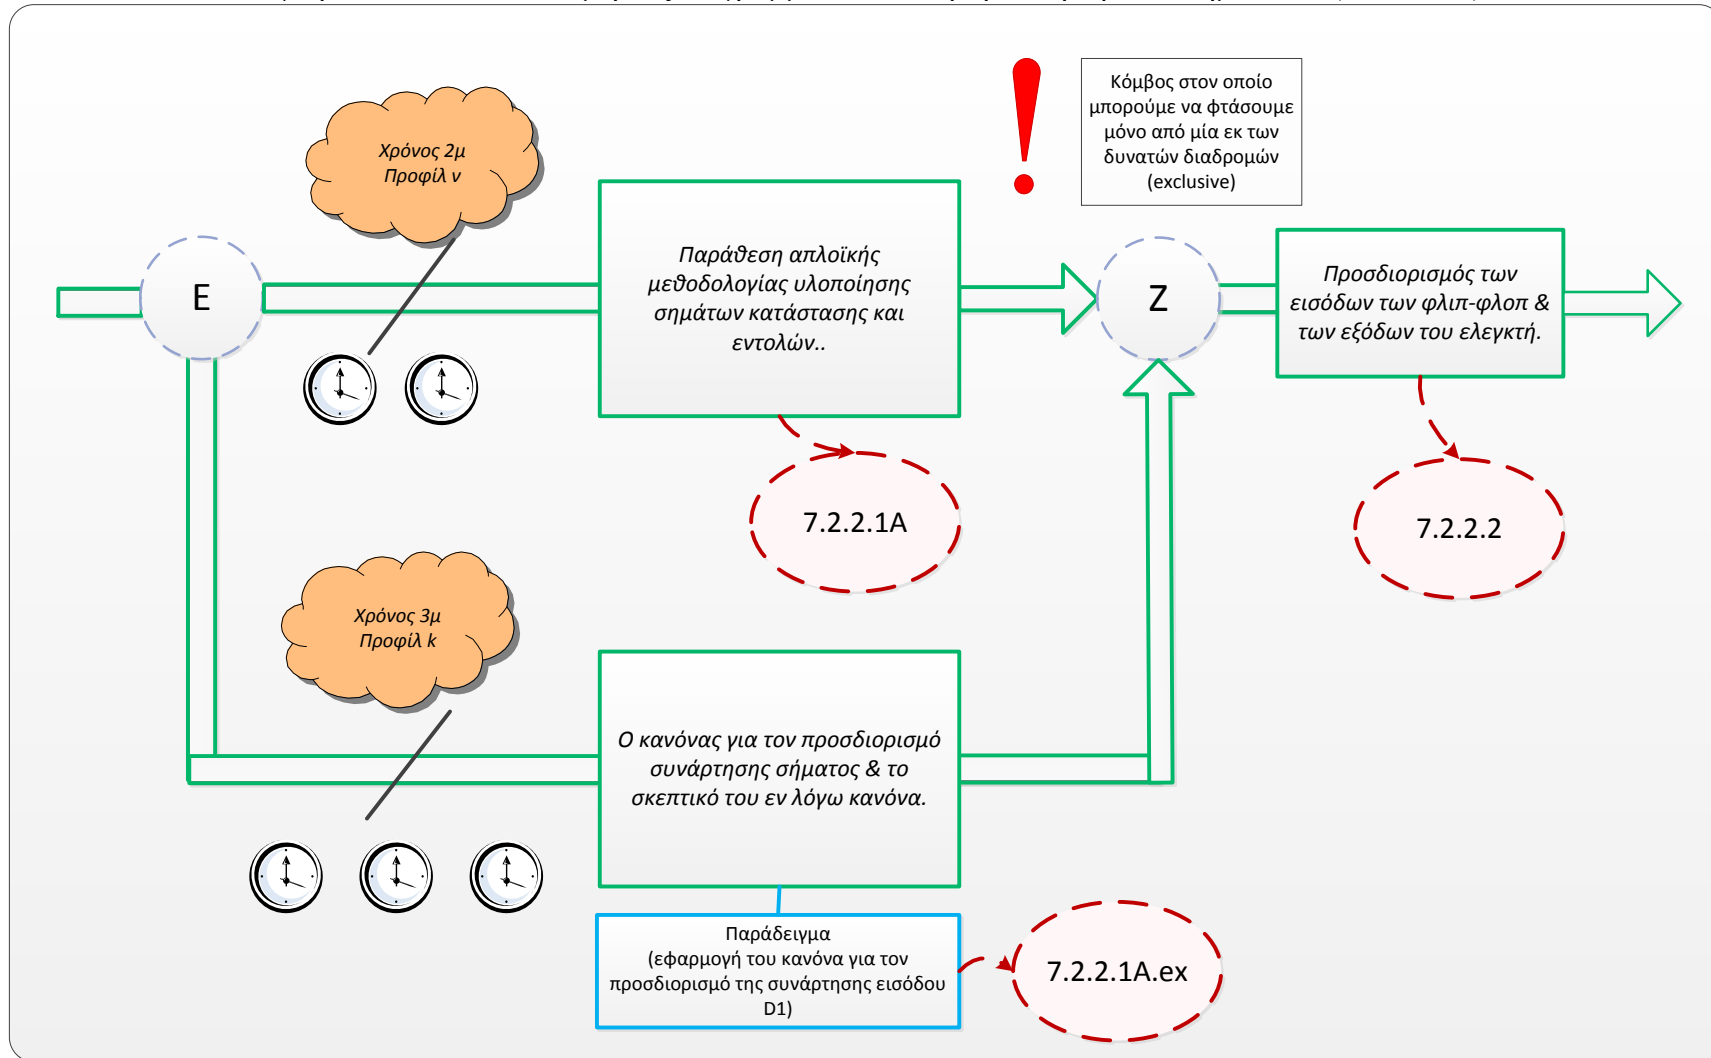 Κόμβος στον οποίο
μπορούμε να φτάσουμε
μόνο από μία εκ των
δυνατών διαδρομών
(exclusive)
Χρόνος 2μ
Προφίλ ν
Ε
Παράθεση απλοϊκής
μεθοδολογίας υλοποίησης
σημάτων κατάστασης και
εντολών..
Ζ
Προσδιορισμός των
εισόδων των φλιπ-φλοπ &
των εξόδων του ελεγκτή.
7.2.2.1Α
7.2.2.2
Χρόνος 3μ
Προφίλ k
Ο κανόνας για τον προσδιορισμό
συνάρτησης σήματος & το
σκεπτικό του εν λόγω κανόνα.
Παράδειγμα
(εφαρμογή του κανόνα για τον
προσδιορισμό της συνάρτησης εισόδου
D1)
7.2.2.1Α.ex